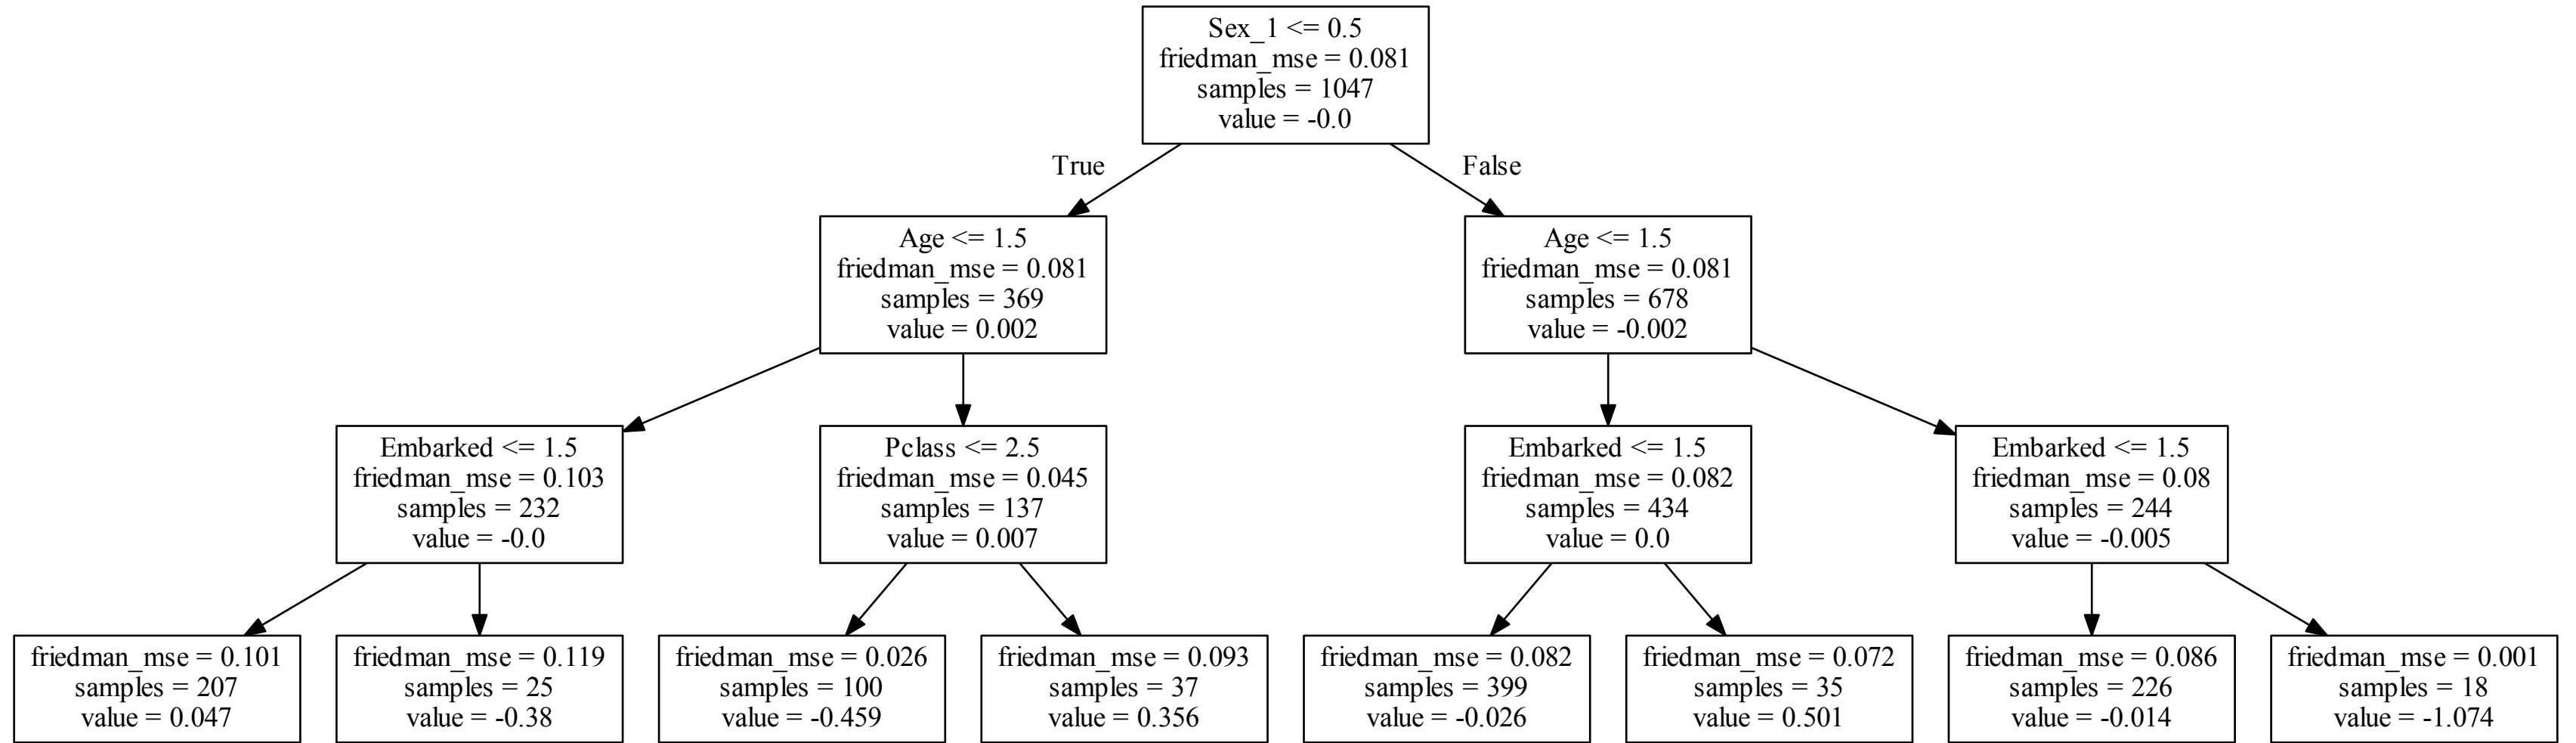 Sex_1 <= 0.5
friedman_mse = 0.081
samples = 1047
value = -0.0
True
False
Age <= 1.5
friedman_mse = 0.081
samples = 369
value = 0.002
Age <= 1.5
friedman_mse = 0.081
samples = 678
value = -0.002
Embarked <= 1.5
friedman_mse = 0.103
samples = 232
value = -0.0
Pclass <= 2.5
friedman_mse = 0.045
samples = 137
value = 0.007
Embarked <= 1.5
friedman_mse = 0.082
samples = 434
value = 0.0
Embarked <= 1.5
friedman_mse = 0.08
samples = 244
value = -0.005
friedman_mse = 0.101
samples = 207
value = 0.047
friedman_mse = 0.119
samples = 25
value = -0.38
friedman_mse = 0.026
samples = 100
value = -0.459
friedman_mse = 0.093
samples = 37
value = 0.356
friedman_mse = 0.082
samples = 399
value = -0.026
friedman_mse = 0.072
samples = 35
value = 0.501
friedman_mse = 0.086
samples = 226
value = -0.014
friedman_mse = 0.001
samples = 18
value = -1.074